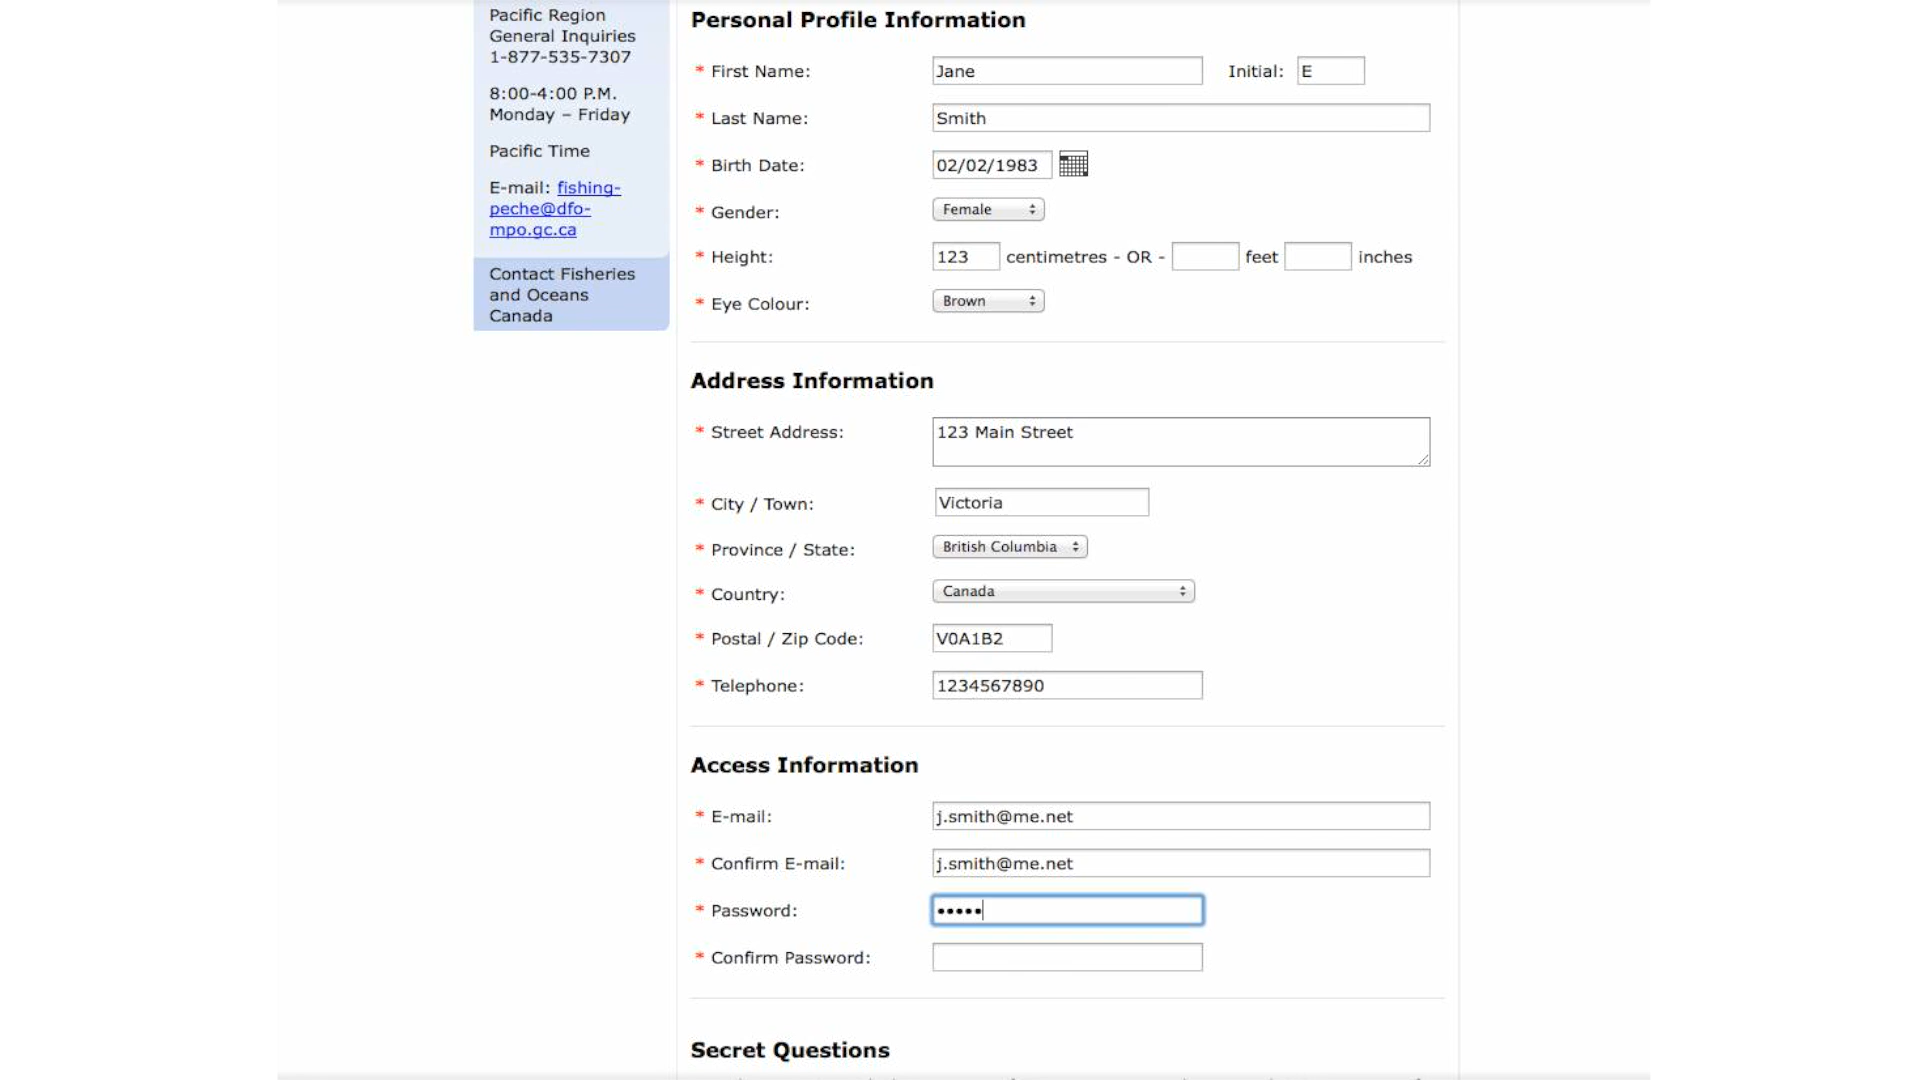 Pacific Region
General Inquiries
1-877-535-7307
8:00-4:00 P.M.
Monday – Friday
Pacific Time
E-mail: fishing-
peche@dfo-
mpo.gc.ca
Contact Fisheries
and Oceans
Canada
Personal Profile Information
* First Name: Jane Initial: E
* Last Name: Smith
* Birth Date: 02/02/1983
* Gender: Female
* Height: 123 centimetres - OR - feet inches
* Eye Colour: Brown
Address Information
* Street Address: 123 Main Street
* City / Town: Victoria
* Province / State: British Columbia
* Country: Canada
* Postal / Zip Code: V0A1B2
* Telephone: 1234567890
Access Information
* E-mail: j.smith@me.net
* Confirm E-mail: j.smith@me.net
* Password: •••••
* Confirm Password:
Secret Questions